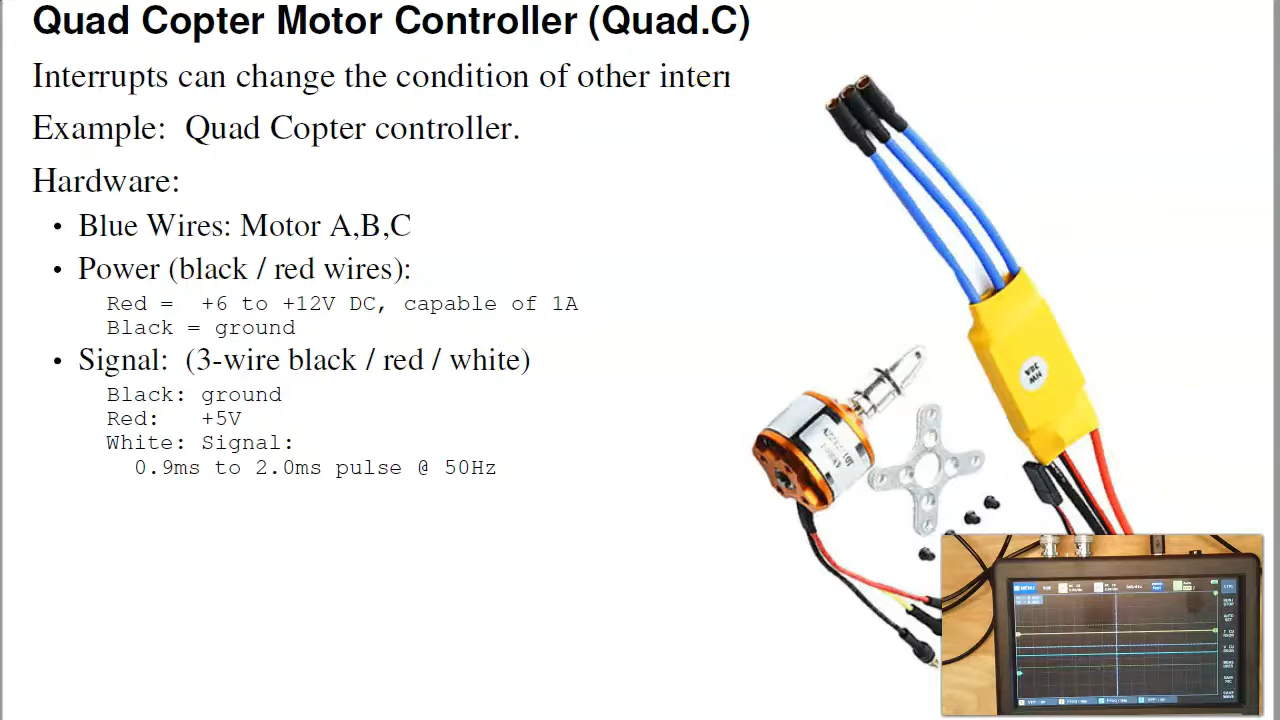 Quad Copter Motor Controller (Quad.C)
Interrupts can change the condition of other
Example: Quad Copter controller.
Hardware:
• Blue Wires: Motor A,B,C
• Power (black / red wires):
Red = +6 to +12V DC, capable of 1A
Black = ground
• Signal: (3-wire black / red / white)
Black: ground
Red: +5V
White: Signal:
0.9ms to 2.0ms pulse @ 50Hz